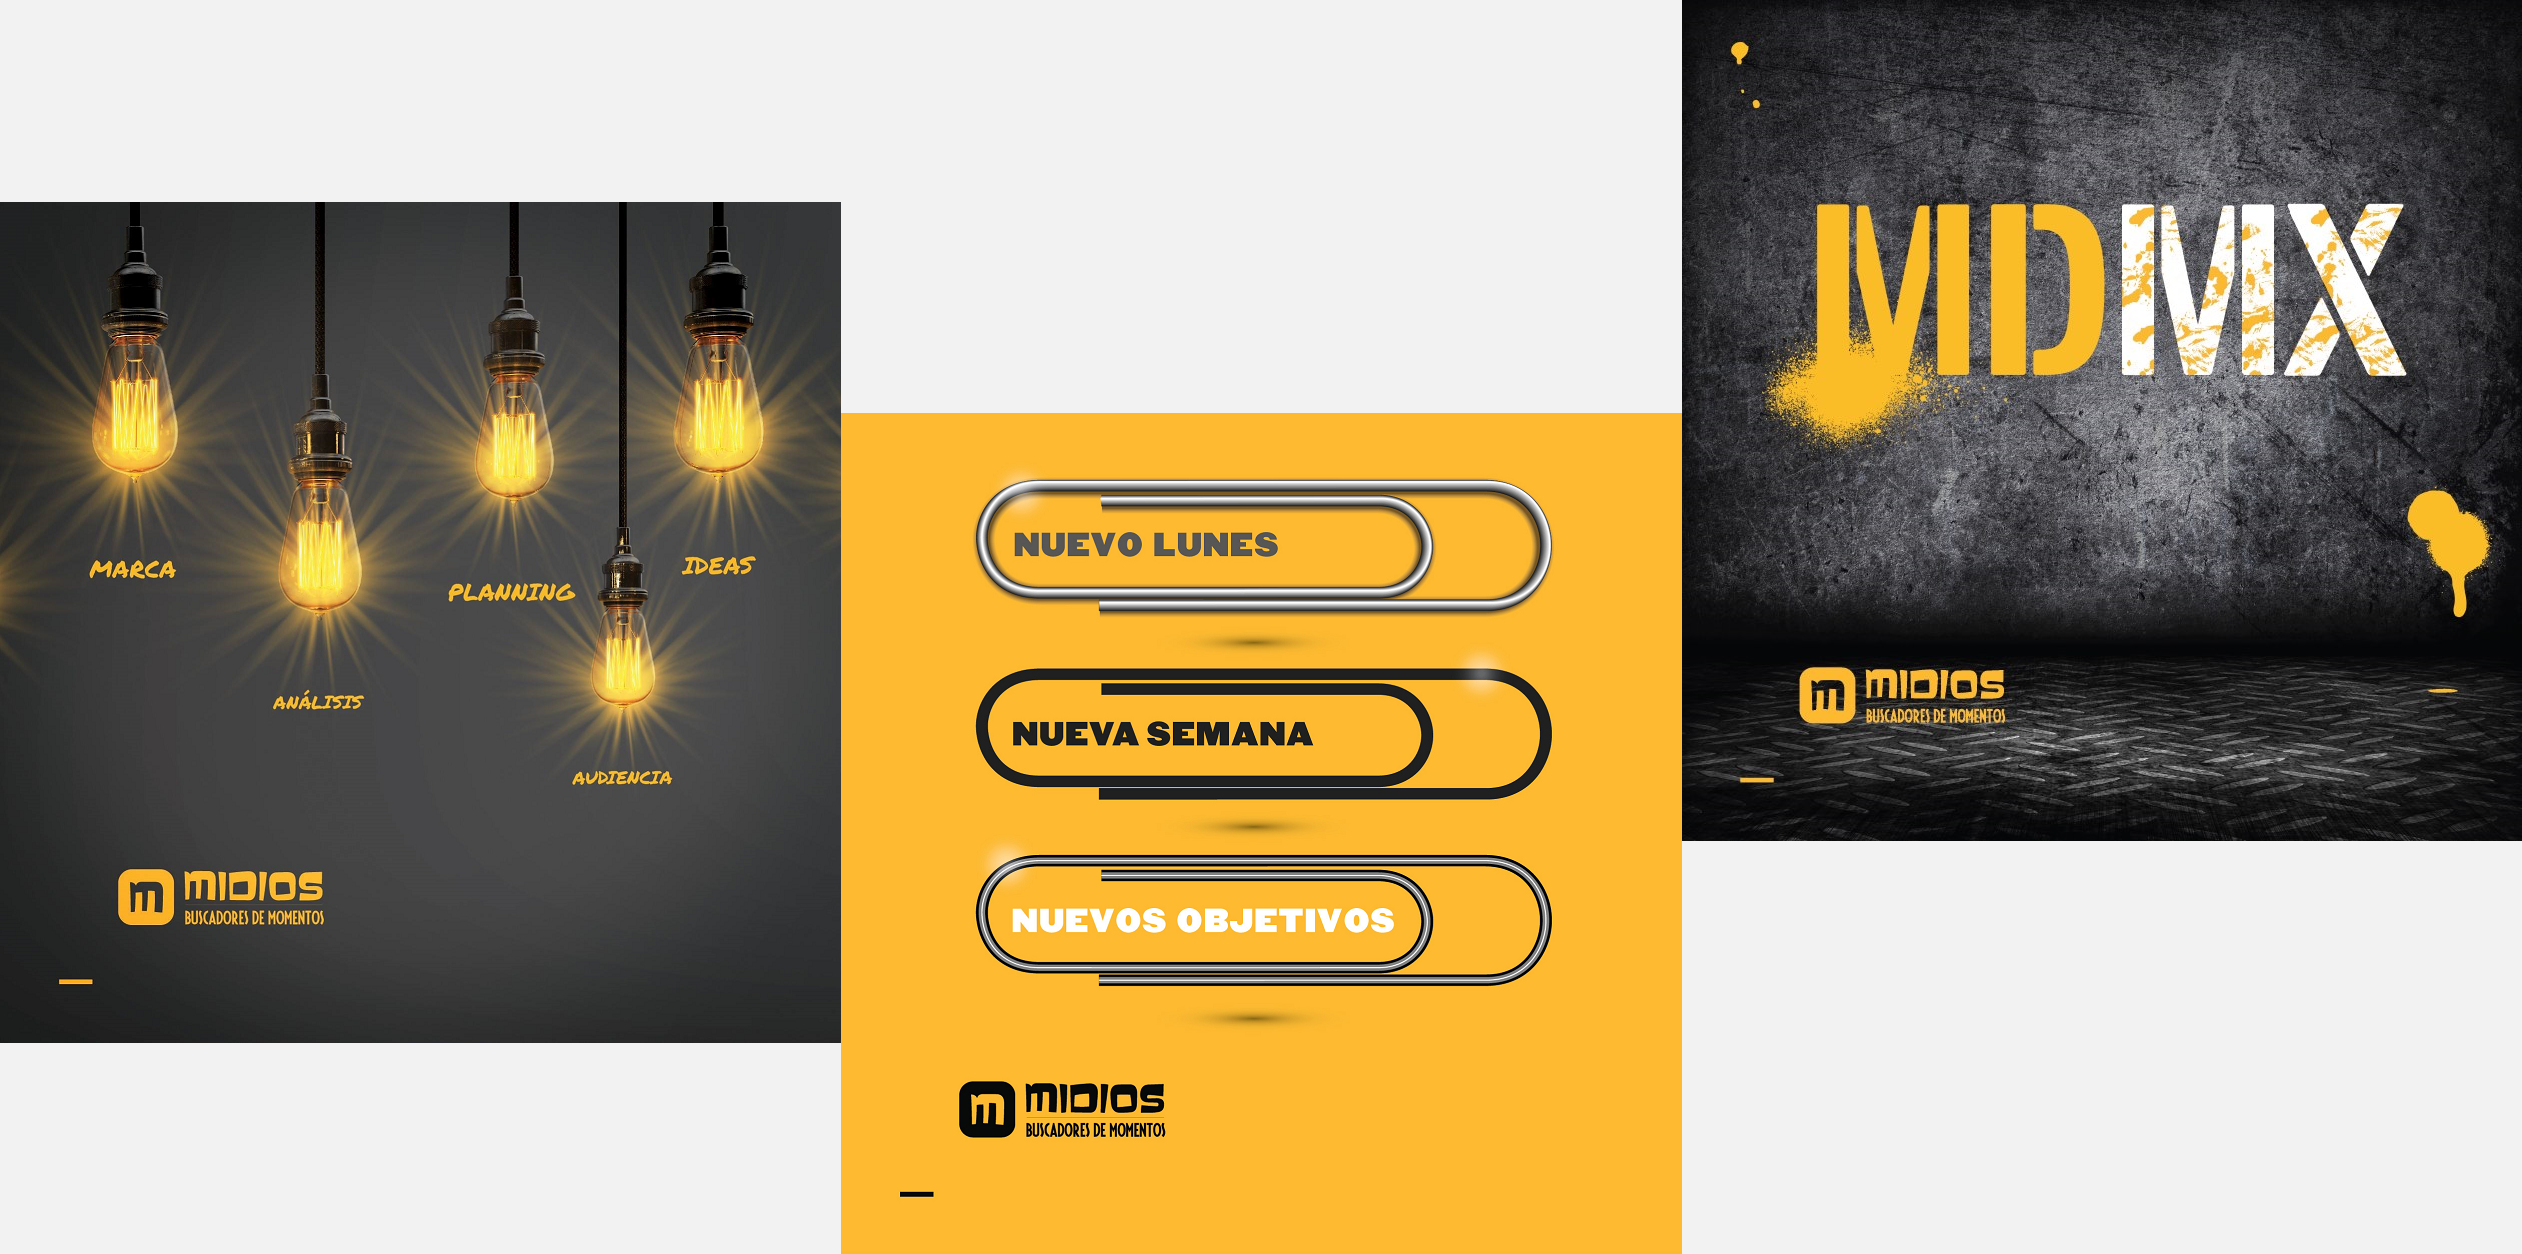 MARCA
ANÁLISIS
PLANNING
IDEAS
AUDIENCIA
m MIDIOS
BUSCADORES DE MOMENTOS
NUEVO LUNES
NUEVA SEMANA
NUEVOS OBJETIVOS
m MIDIOS
BUSCADORES DE MOMENTOS
MDMX
m MIDIOS
BUSCADORES DE MOMENTOS